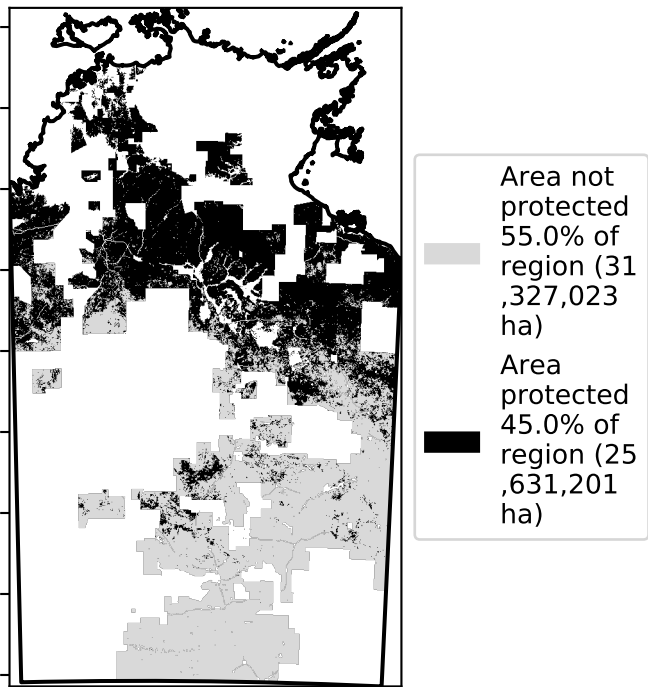 Area not
protected
55.0% of
region (31
,327,023
ha)
Area
protected
45.0% of
region (25
,631,201
ha)